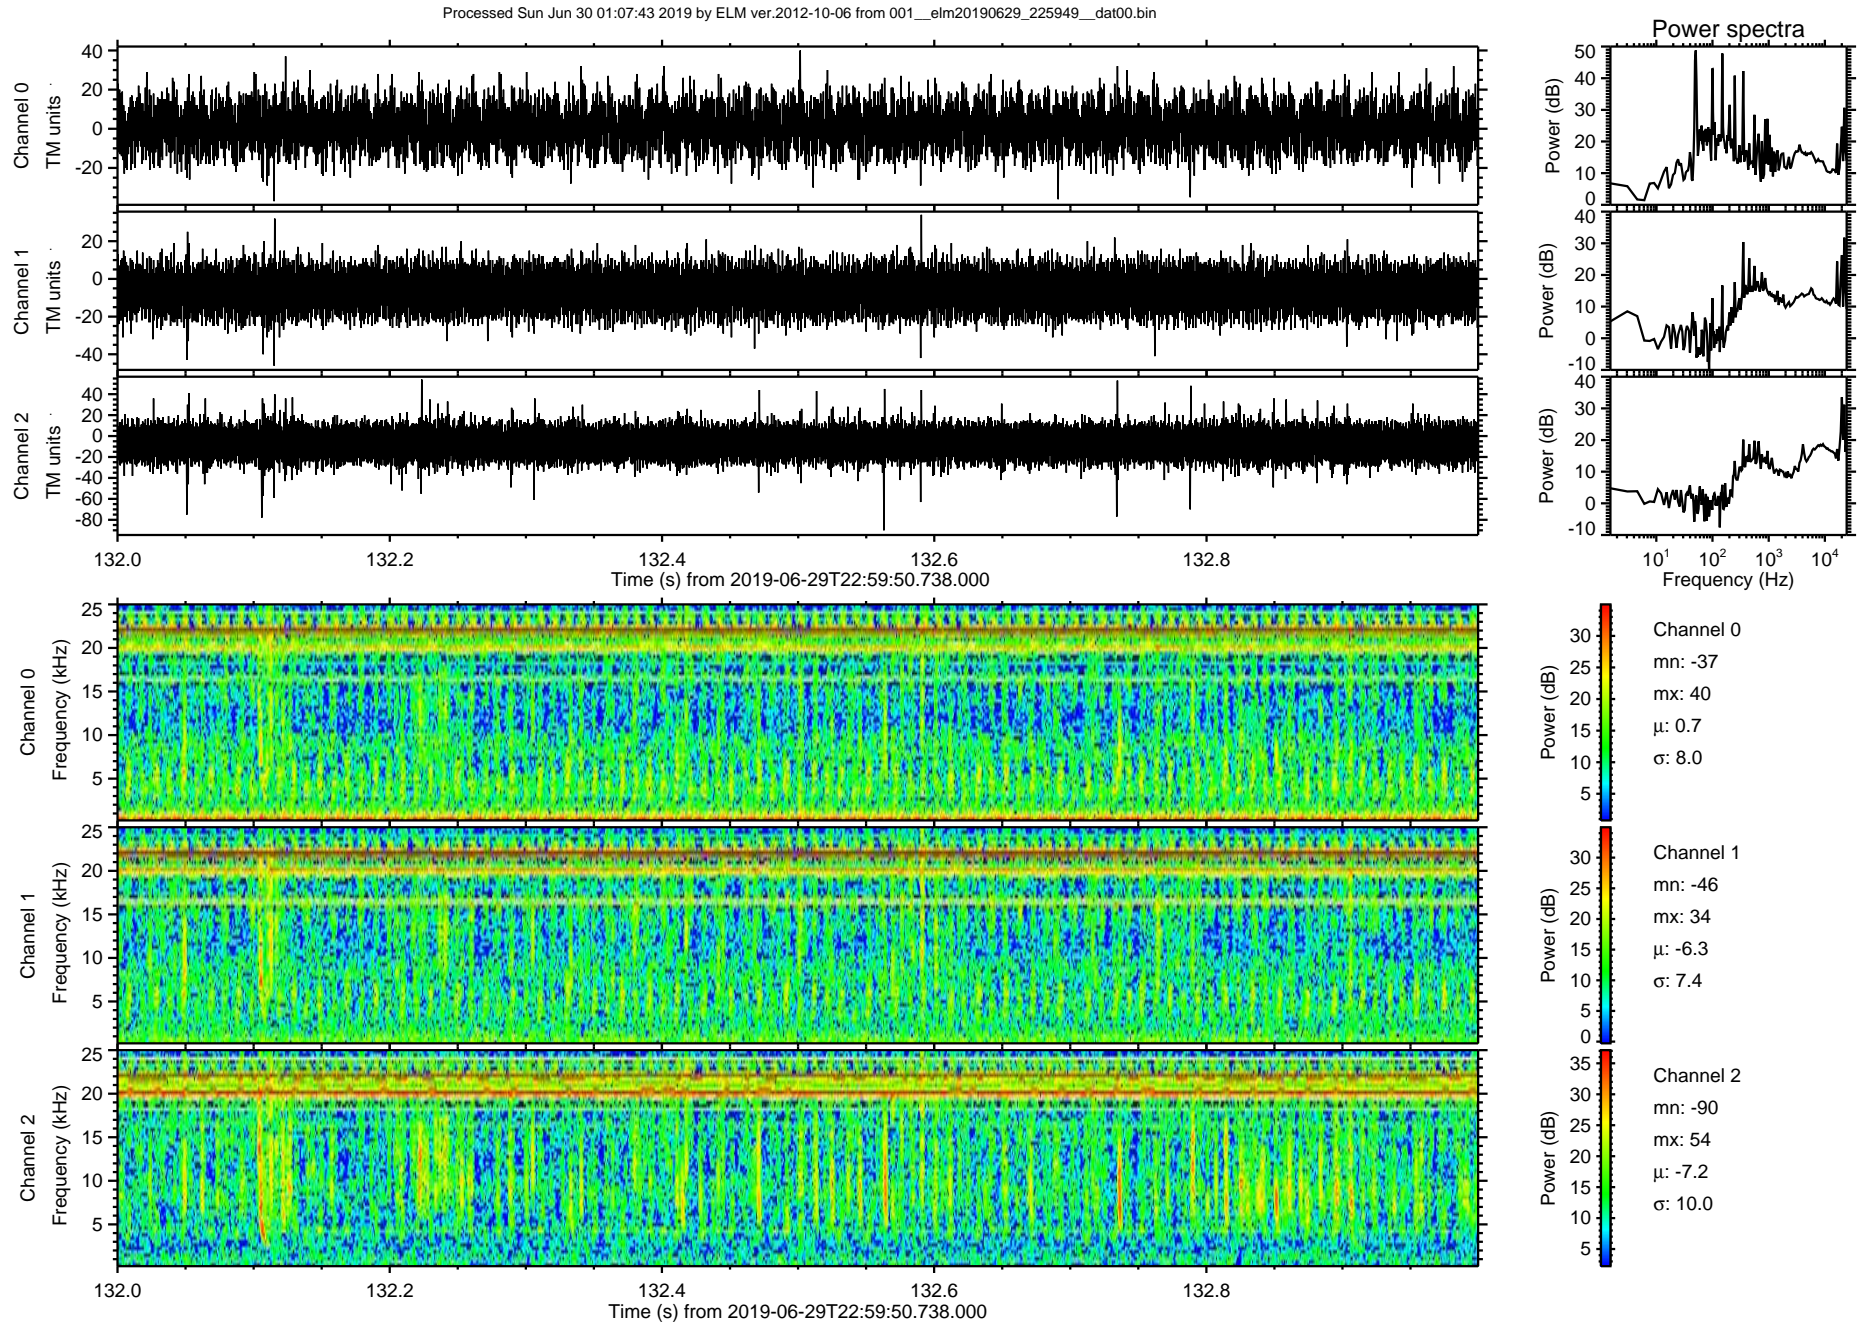 Processed Sun Jun 30 01:07:43 2019 by ELM ver.2012-10-06 from 001__elm20190629_225949__dat00.bin
Power spectra
Channel 0
TM units
40
20
0
-20
Power (dB)
50
40
30
20
10
0
Channel 1
TM units
20
0
-20
-40
Power (dB)
40
30
20
10
0
-10
Channel 2
TM units
40
20
0
-20
-40
-60
-80
Power (dB)
40
30
20
10
0
-10
132.0 132.2 132.4 132.6 132.8
Time (s) from 2019-06-29T22:59:50.738.000
10^1 10^2 10^3 10^4
Frequency (Hz)
Channel 0
Frequency (kHz)
25
20
15
10
5
Power (dB)
30
25
20
15
10
5
Channel 0
mn: -37
mx: 40
μ: 0.7
σ: 8.0
Channel 1
Frequency (kHz)
25
20
15
10
5
Power (dB)
30
25
20
15
10
5
0
Channel 1
mn: -46
mx: 34
μ: -6.3
σ: 7.4
Channel 2
Frequency (kHz)
25
20
15
10
5
Power (dB)
35
30
25
20
15
10
5
Channel 2
mn: -90
mx: 54
μ: -7.2
σ: 10.0
132.0 132.2 132.4 132.6 132.8
Time (s) from 2019-06-29T22:59:50.738.000